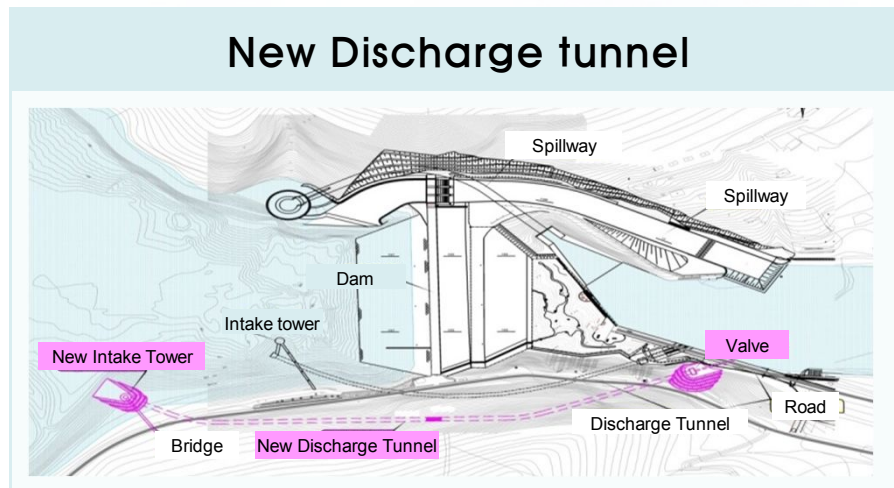 New Discharge tunnel
Spillway
Spillway
Dam
Intake tower
New Intake Tower
Valve
Road
Discharge Tunnel
Bridge
New Discharge Tunnel